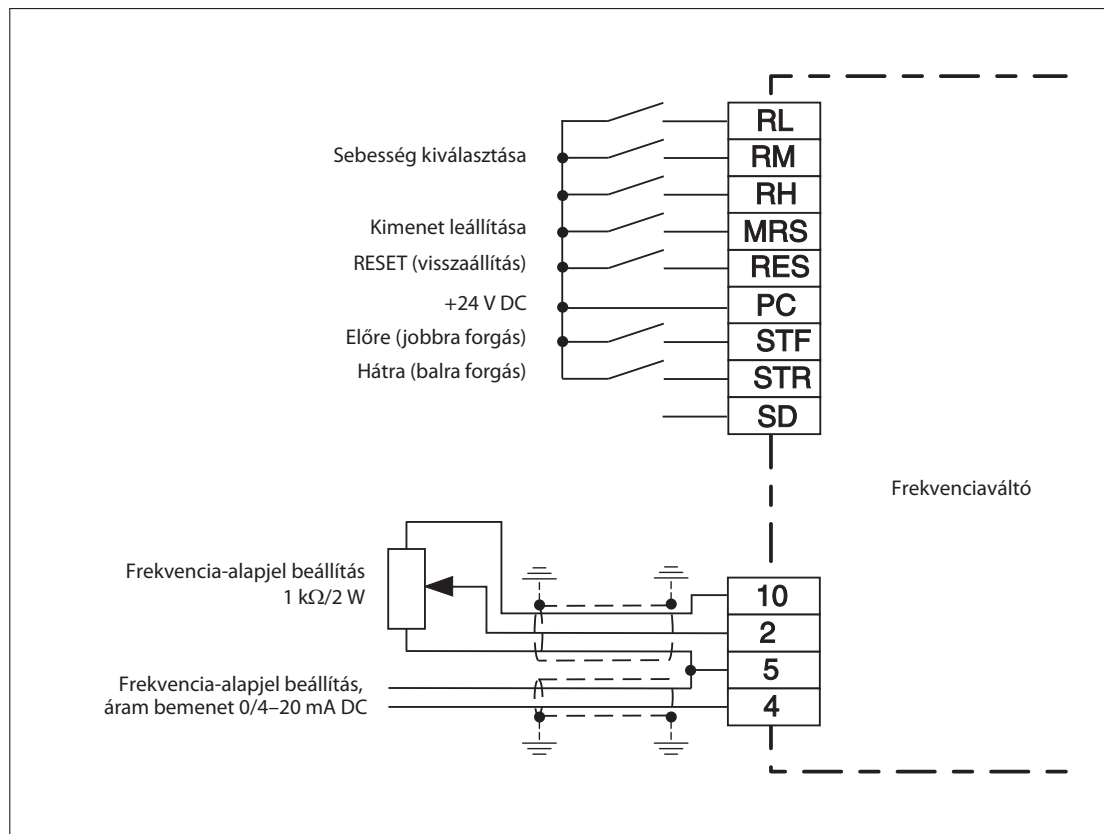 RL
Sebesség kiválasztása
RM
RH
Kimenet leállítása
MRS
RESET (visszaállítás)
RES
+24 V DC
PC
Előre (jobbra forgás)
STF
Hátra (balra forgás)
STR
SD
Frekvenciaváltó
Frekvencia-alapjel beállítás
1 kΩ/2 W
10
2
5
Frekvencia-alapjel beállítás,
áram bemenet 0/4–20 mA DC
4